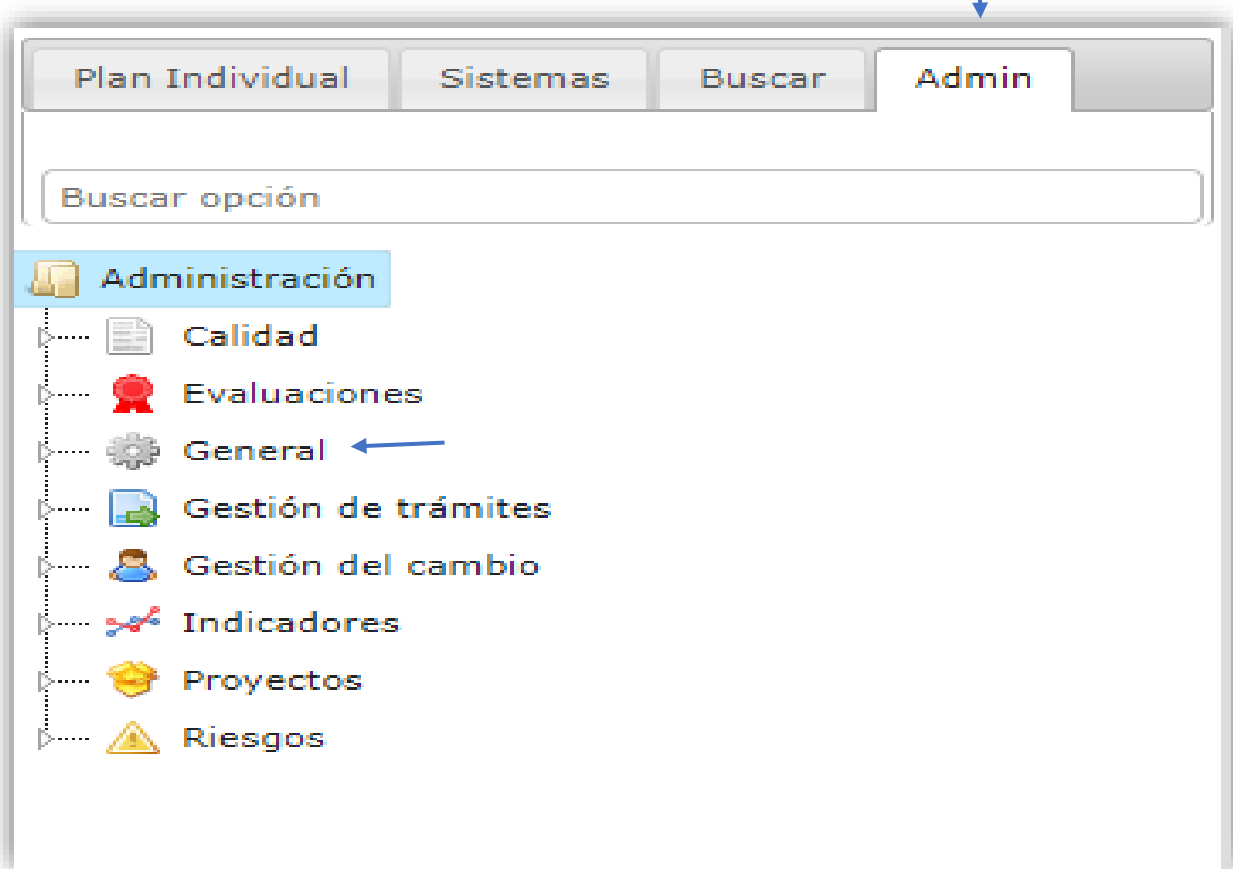 Plan Individual Sistemas Buscar Admin
Buscar opción
Administración
Calidad
Evaluaciones
General
Gestión de trámites
Gestión del cambio
Indicadores
Proyectos
Riesgos